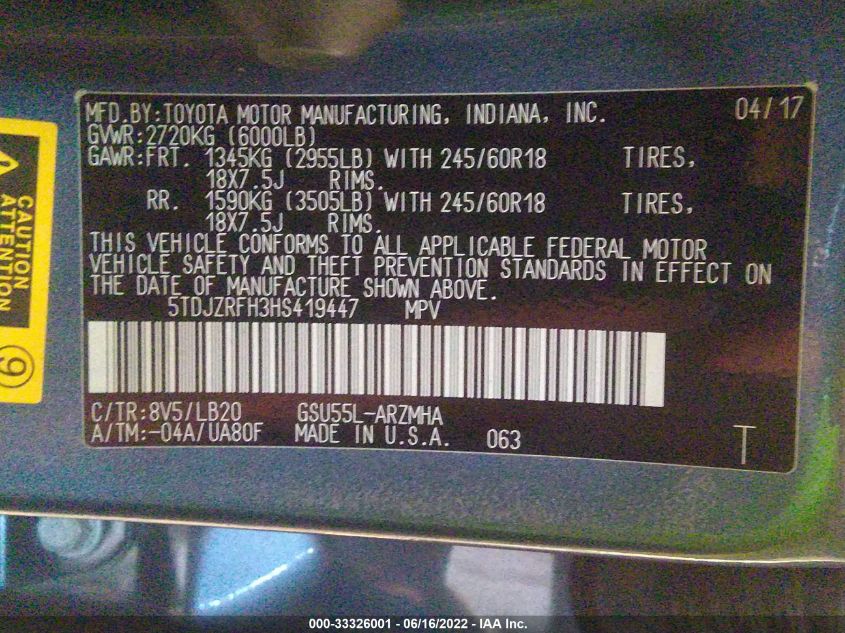 MFD.BY:TOYOTA MOTOR MANUFACTURING, INDIANA, INC. 04/17
GVWR:2720KG (6000LB)
GAWR:FRT. 1345KG (2955LB) WITH 245/60R18 TIRES,
18X7.5J RIMS.
RR. 1590KG (3505LB) WITH 245/60R18 TIRES,
18X7.5J RIMS.
THIS VEHICLE CONFORMS TO ALL APPLICABLE FEDERAL MOTOR
VEHICLE SAFETY AND THEFT PREVENTION STANDARDS IN EFFECT ON
THE DATE OF MANUFACTURE SHOWN ABOVE.
5TDJZRFH3HS419447 MPV
C/TR:8V5/LB20 GSU55L-ARZMHA
A/TM:-04A/UA80F MADE IN U.S.A. 063 T
CAUTION
ATTENTION
9
000-33326001 - 06/16/2022 - IAA Inc.